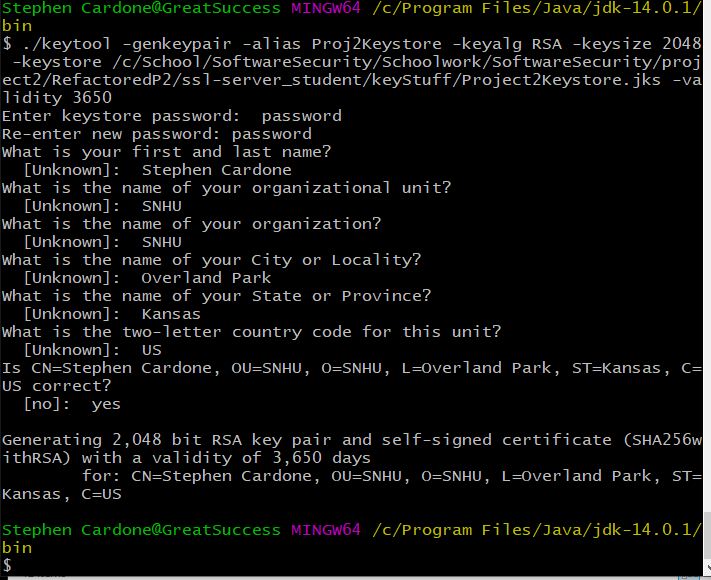 Stephen Cardone@GreatSuccess MINGW64 /c/Program Files/Java/jdk-14.0.1/
bin
$ ./keytool -genkeypair -alias Proj2Keystore -keyalg RSA -keysize 2048
 -keystore /c/School/SoftwareSecurity/Schoolwork/SoftwareSecurity/proj
ect2/RefactoredP2/ssl-server_student/keyStuff/Project2Keystore.jks -va
lidity 3650
Enter keystore password:  password
Re-enter new password: password
What is your first and last name?
  [Unknown]:  Stephen Cardone
What is the name of your organizational unit?
  [Unknown]:  SNHU
What is the name of your organization?
  [Unknown]:  SNHU
What is the name of your City or Locality?
  [Unknown]:  Overland Park
What is the name of your State or Province?
  [Unknown]:  Kansas
What is the two-letter country code for this unit?
  [Unknown]:  US
Is CN=Stephen Cardone, OU=SNHU, O=SNHU, L=Overland Park, ST=Kansas, C=
US correct?
  [no]:  yes

Generating 2,048 bit RSA key pair and self-signed certificate (SHA256w
ithRSA) with a validity of 3,650 days
        for: CN=Stephen Cardone, OU=SNHU, O=SNHU, L=Overland Park, ST=
Kansas, C=US

Stephen Cardone@GreatSuccess MINGW64 /c/Program Files/Java/jdk-14.0.1/
bin
$